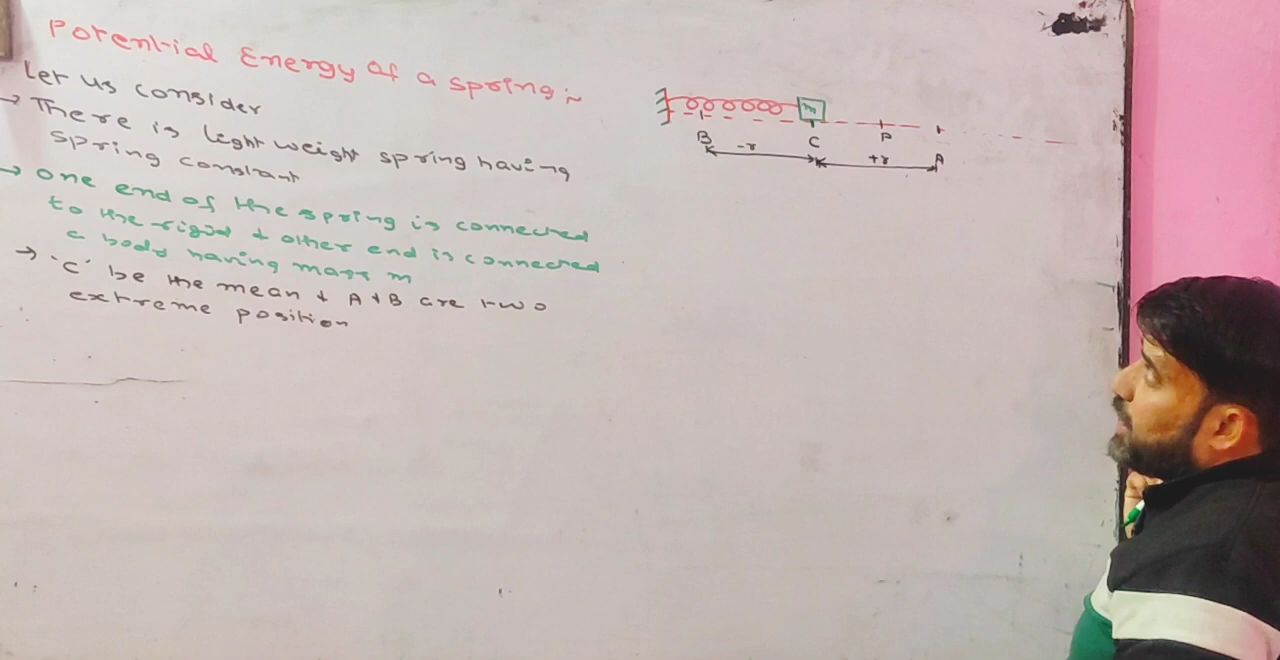 Potential Energy of a spring :~
Let us consider
→ There is light weight spring having
spring constant
→ one end of the spring is connected
to the rigid & other end is connected
a body having mass m
→ 'C' be the mean & A & B are two
extreme position
m
B C P A
-x +x